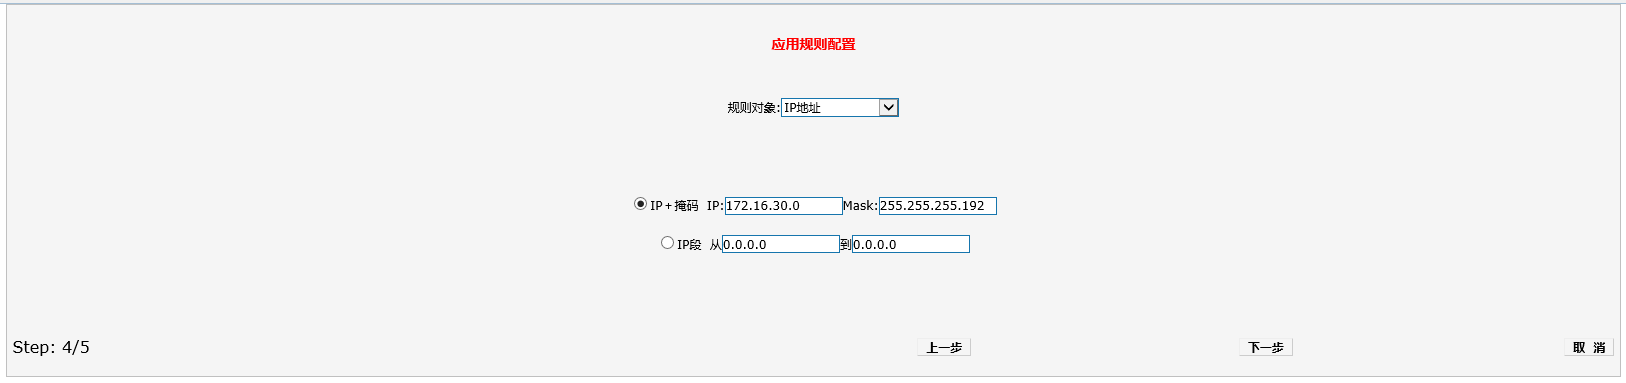 应用规则配置
规则对象:IP地址
IP+掩码 IP:172.16.30.0 Mask:255.255.255.192
IP段 从0.0.0.0到0.0.0.0
Step: 4/5 上一步 下一步 取 消